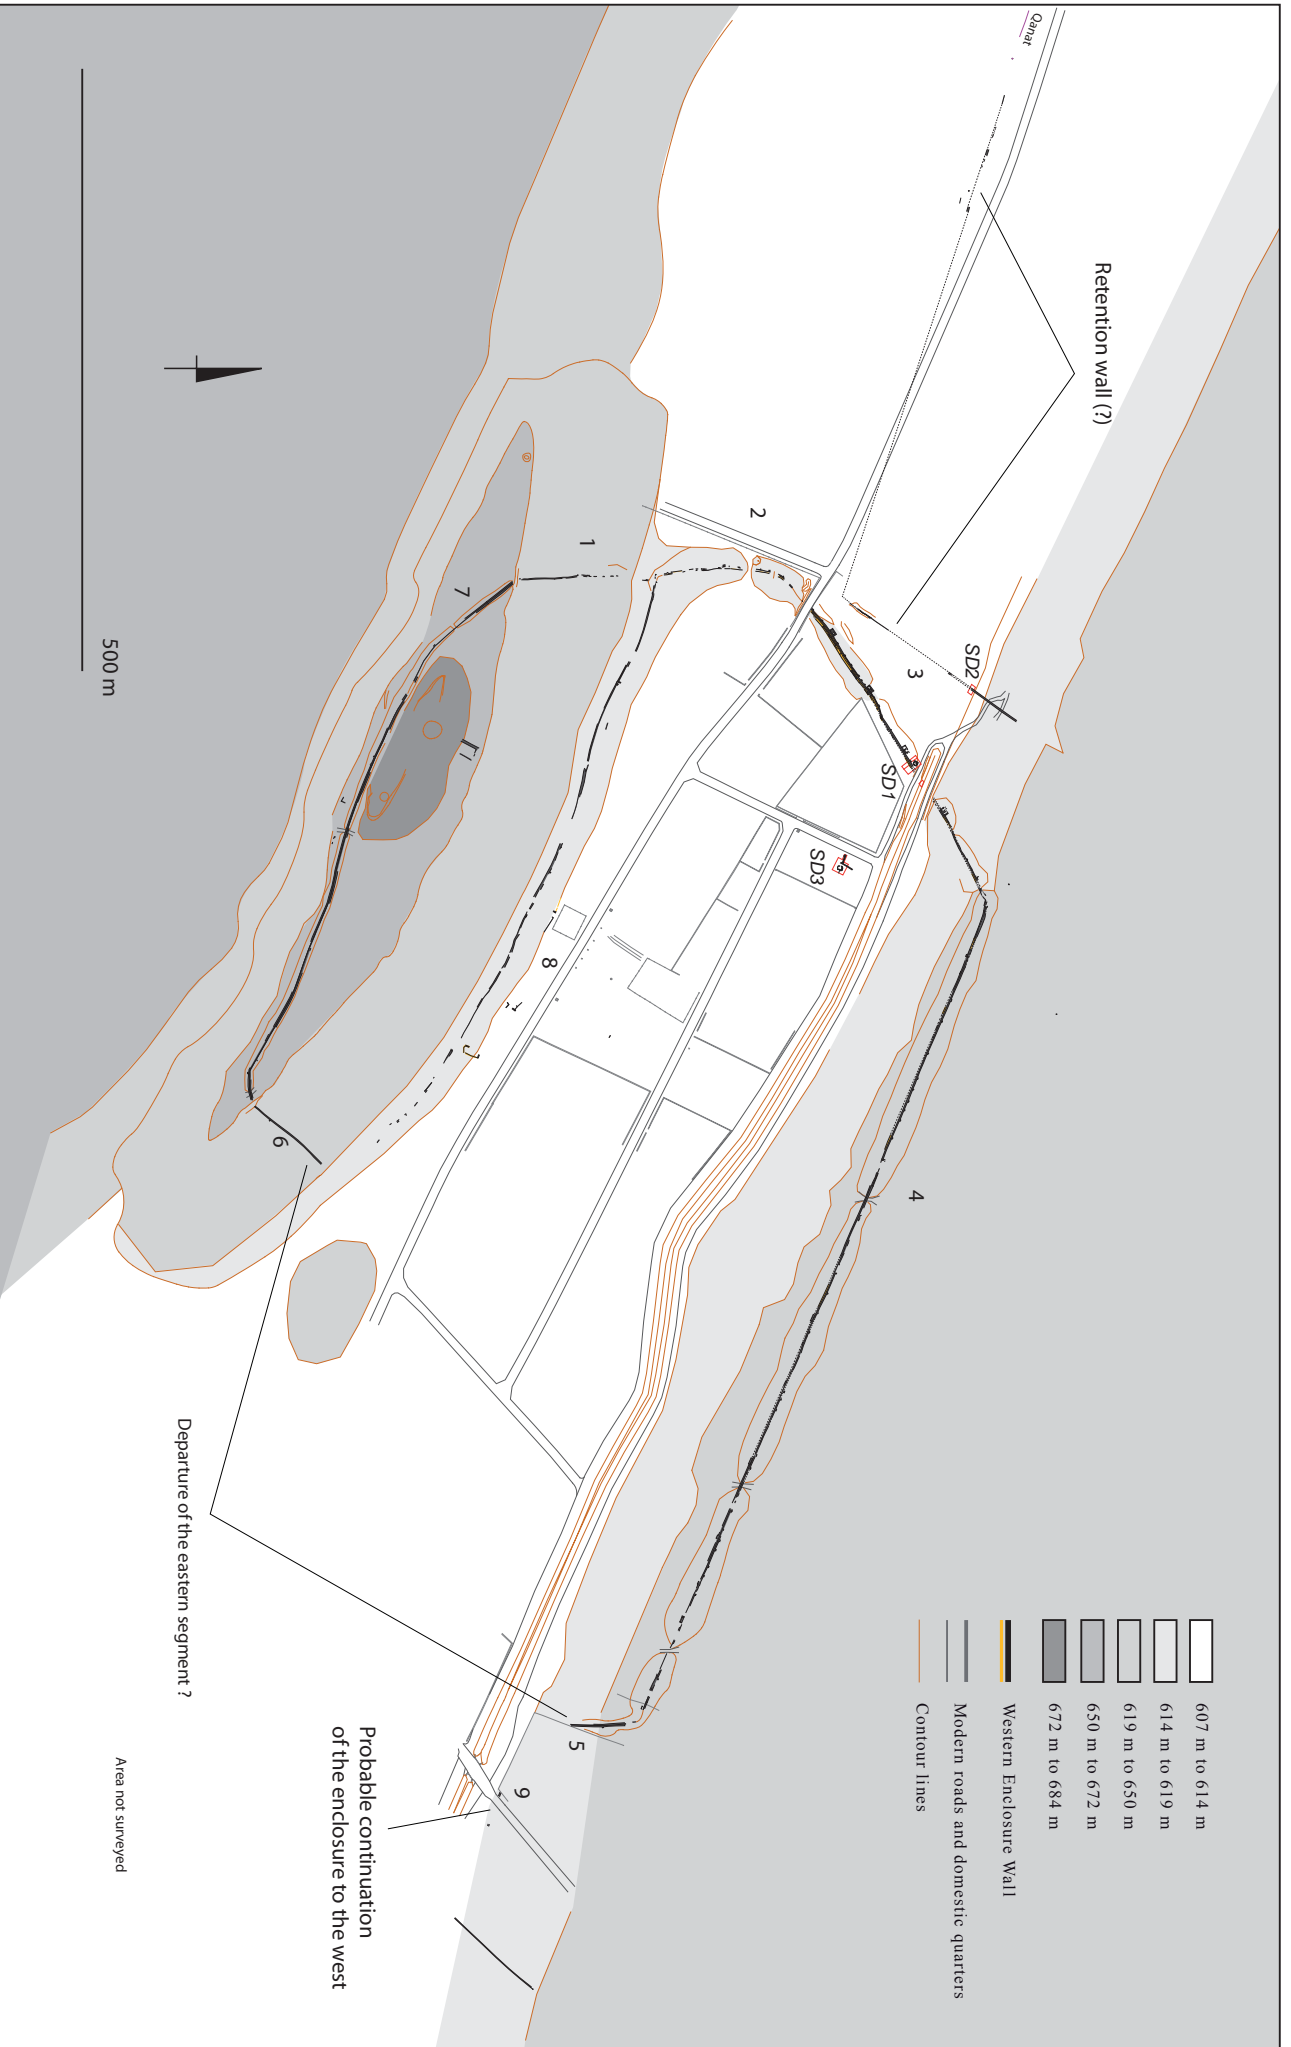 Qanat
Retention wall (?)
2
1
3
SD2
7
SD1
SD3
8
4
6
5
9
500 m
Departure of the eastern segment ?
Probable continuation
of the enclosure to the west
Area not surveyed
607 m to 614 m
614 m to 619 m
619 m to 650 m
650 m to 672 m
672 m to 684 m
Western Enclosure Wall
Modern roads and domestic quarters
Contour lines